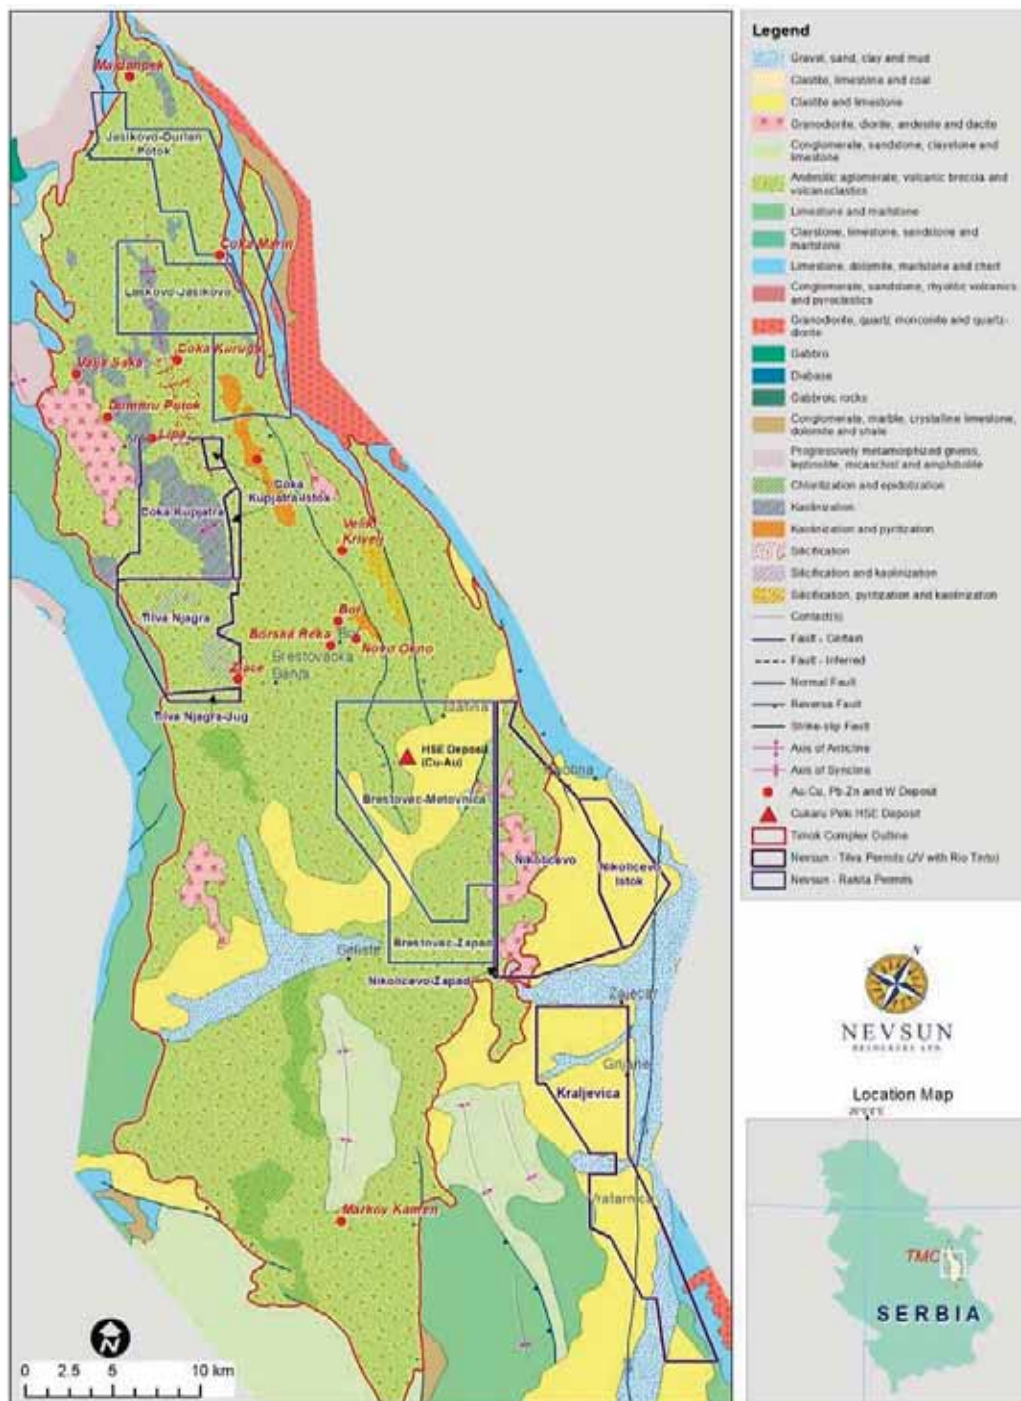 Majdanpek
Jasikovo-Durlan
Potok
Coka Marin
Laskovo-Jasikovo
Coka Kuruga
Valja Saka
Dumitru Potok
Lipa
Coka
Kupjatra-Istok
Coka Kupjatra
Veliki
Krivelj
Tilva Njagra
Bor
Bor
Borska Reka
Novo Okno
Brestovacka
Banja
Zlace
Tilva Njagra-Jug
Slatina
HSE Deposit
(Cu-Au)
Brestovec-Metovnica
Nikolicevo
Nikolicevo
Istok
Brestovac-Zapad
Nikolicevo-Zapad
Zajecar
Grljane
Kraljevica
Vratarnica
Markov Kamen
N
0 2.5 5 10 km
Legend
Gravel, sand, clay and mud
Clastite, limestone and coal
Clastite and limestone
Granodiorite, diorite, andesite and dacite
Conglomerate, sandstone, claystone and
limestone
Andesitic aglomerate, volcanic breccia and
volcanoclastics
Limestone and marlstone
Claystone, limestone, sandstone and
marlstone
Limestone, dolomite, marlstone and chert
Conglomerate, sandstone, rhyolitic volcanics
and pyroclastics
Granodiorite, quartz monconite and quartz-
diorite
Gabbro
Diabase
Gabbroic rocks
Conglomerate, marble, crystalline limestone,
dolomite and shale
Progressively metamorphized gneiss,
leptinolite, micaschist and amphibolite
Chloritization and epidotization
Kaolinization
Kaolinization and pyritization
Silicification
Silicification and kaolinization
Silicification, pyritization and kaolinization
Contact(s)
Fault - Certain
Fault - Inferred
Normal Fault
Reverse Fault
Strike-slip Fault
Axis of Anticline
Axis of Syncline
Au-Cu, Pb-Zn and W Deposit
Cukaru Peki HSE Deposit
Timok Complex Outline
Nevsun - Tilva Permits (JV with Rio Tinto)
Nevsun - Rakita Permits
N
NEVSUN
RESOURCES LTD.
Location Map
TMC
SERBIA